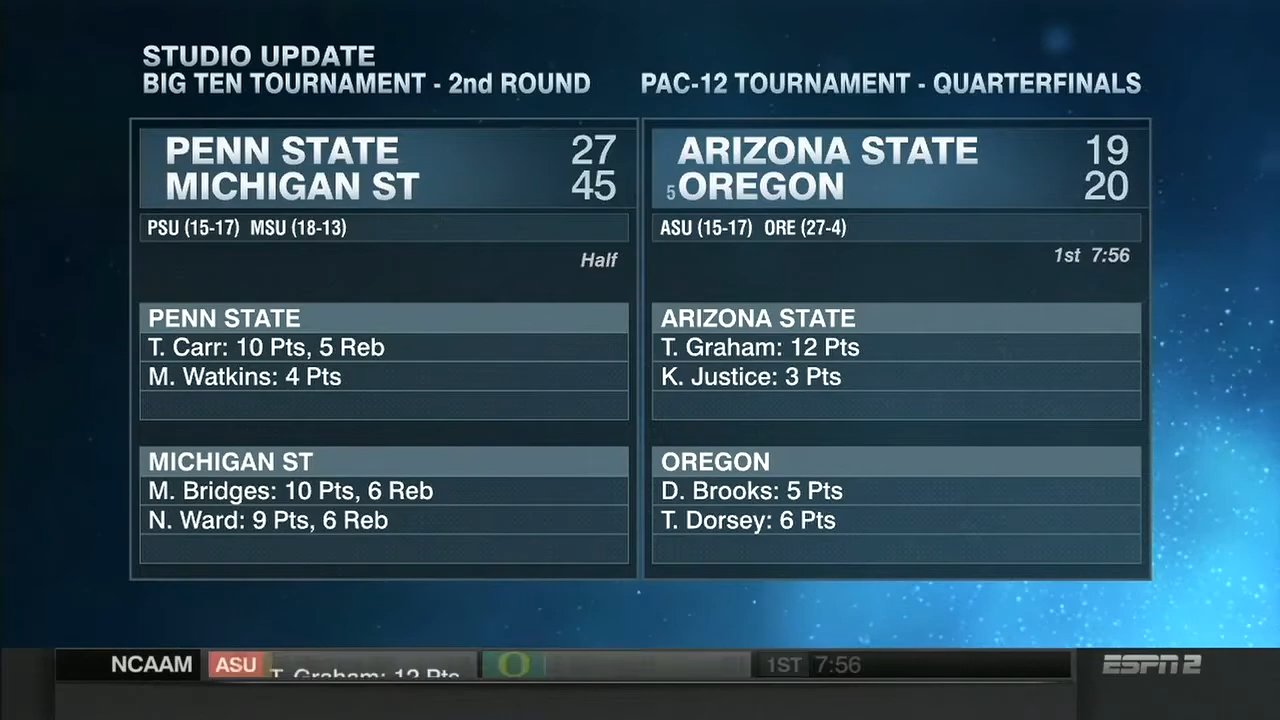 STUDIO UPDATE
BIG TEN TOURNAMENT - 2nd ROUND
PAC-12 TOURNAMENT - QUARTERFINALS
PENN STATE 27
MICHIGAN ST 45
PSU (15-17) MSU (18-13)
Half
PENN STATE
T. Carr: 10 Pts, 5 Reb
M. Watkins: 4 Pts
MICHIGAN ST
M. Bridges: 10 Pts, 6 Reb
N. Ward: 9 Pts, 6 Reb
ARIZONA STATE 19
5 OREGON 20
ASU (15-17) ORE (27-4)
1st 7:56
ARIZONA STATE
T. Graham: 12 Pts
K. Justice: 3 Pts
OREGON
D. Brooks: 5 Pts
T. Dorsey: 6 Pts
NCAAM ASU T. Graham: 12 Pts O 1ST 7:56
ESPN2